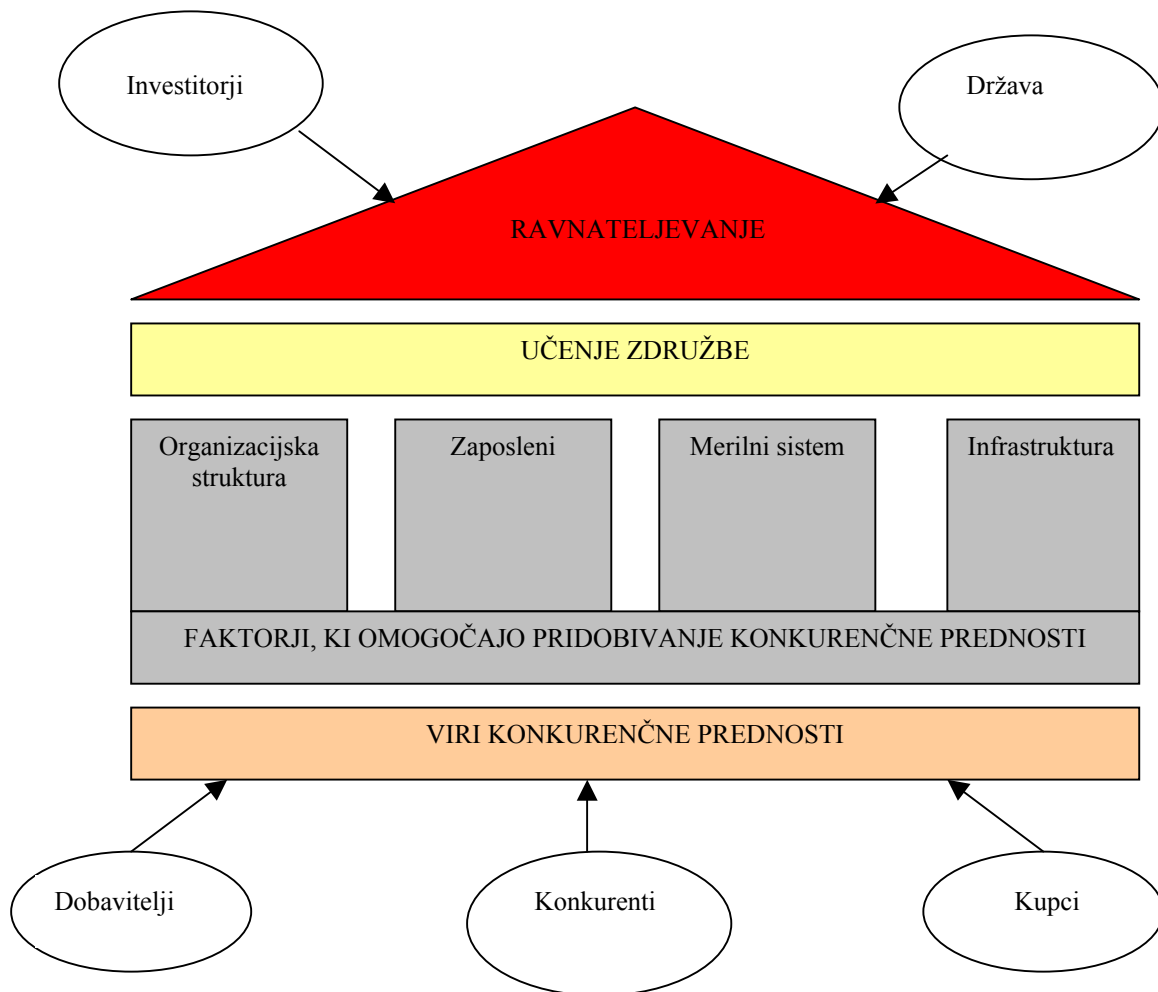 Investitorji
Država
RAVNATELJEVANJE
UČENJE ZDRUŽBE
Organizacijska
struktura
Zaposleni
Merilni sistem
Infrastruktura
FAKTORJI, KI OMOGOČAJO PRIDOBIVANJE KONKURENČNE PREDNOSTI
VIRI KONKURENČNE PREDNOSTI
Dobavitelji
Konkurenti
Kupci